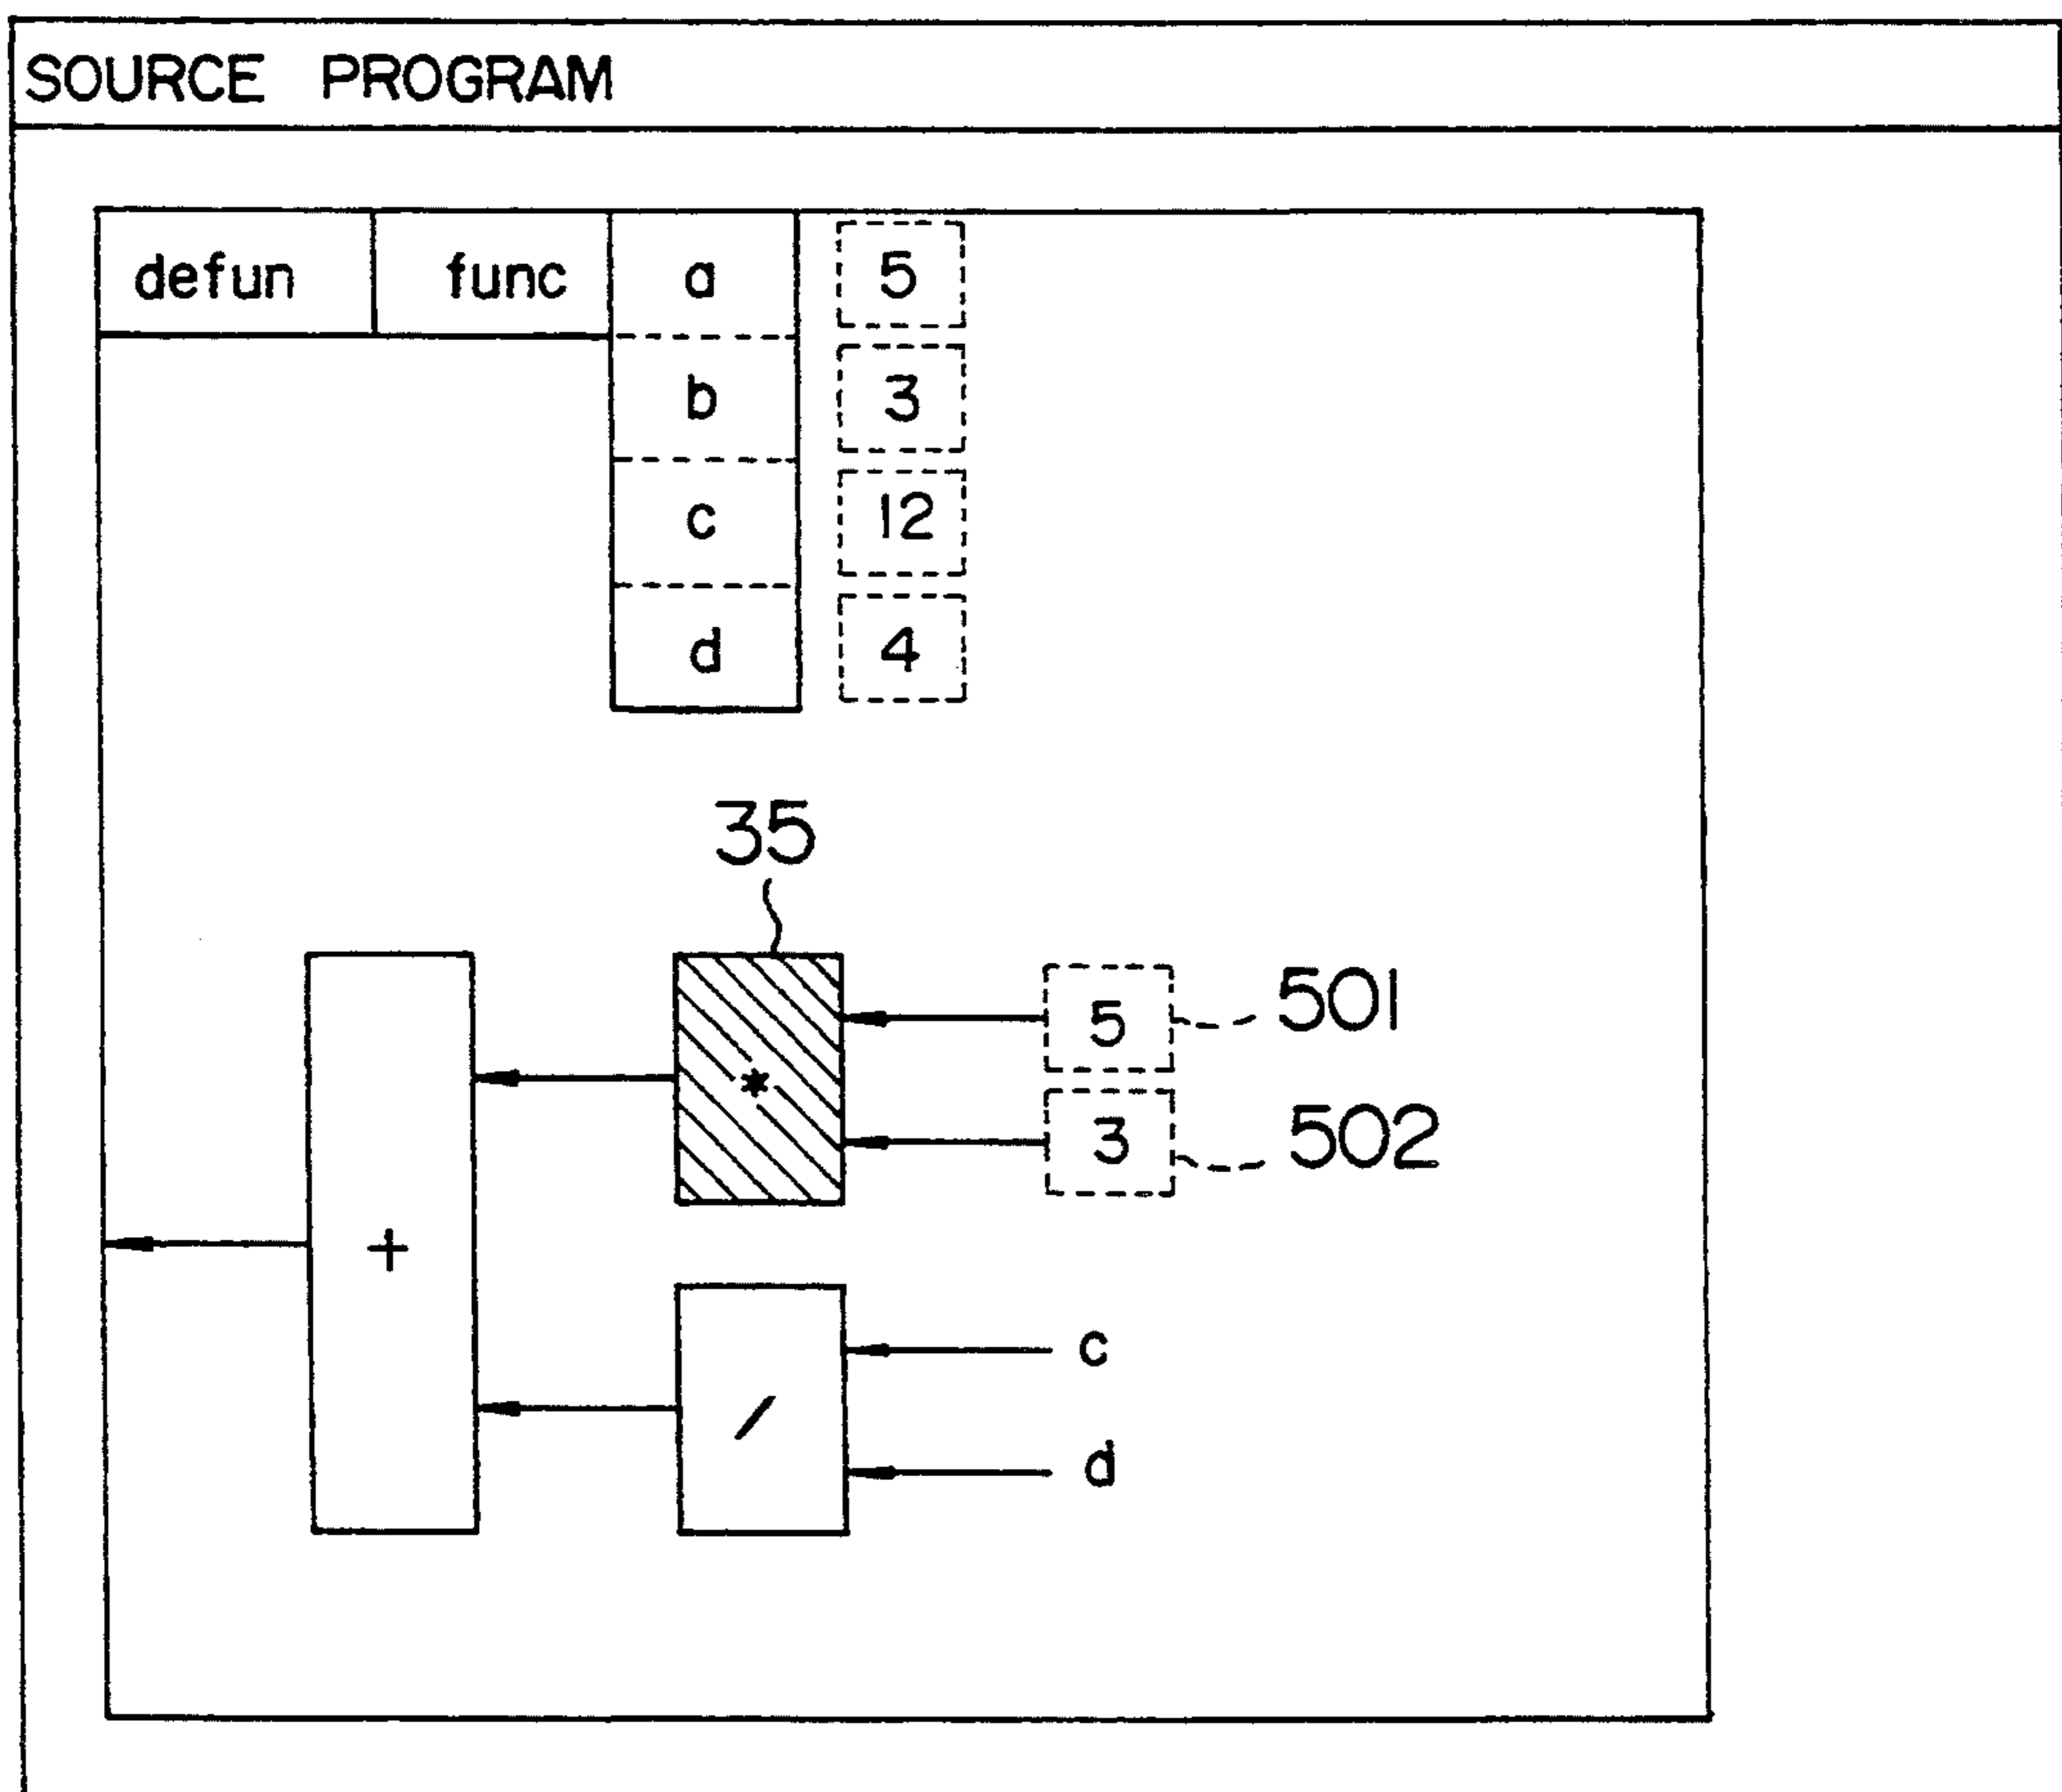 SOURCE PROGRAM
defun func a 5
b 3
c 12
d 4
35
5 501
*
3 502
+
c
/
d